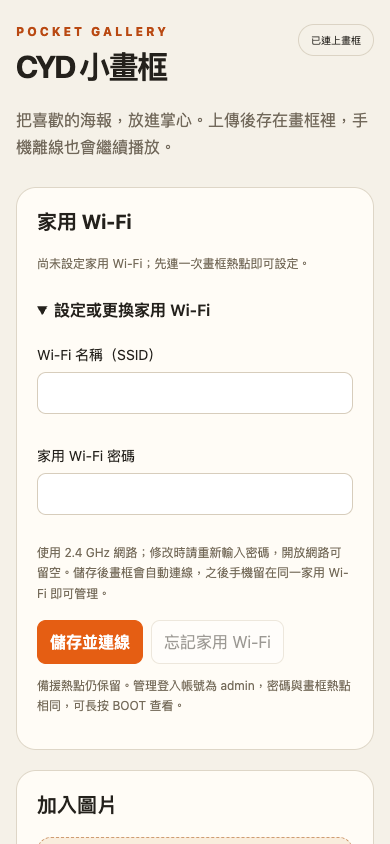 POCKET GALLERY
CYD 小畫框
已連上畫框
把喜歡的海報，放進掌心。上傳後存在畫框裡，手
機離線也會繼續播放。
家用 Wi-Fi
尚未設定家用 Wi-Fi；先連一次畫框熱點即可設定。
▼ 設定或更換家用 Wi-Fi
Wi-Fi 名稱（SSID）
家用 Wi-Fi 密碼
使用 2.4 GHz 網路；修改時請重新輸入密碼，開放網路可
留空。儲存後畫框會自動連線，之後手機留在同一家用 Wi-
Fi 即可管理。
儲存並連線
忘記家用 Wi-Fi
備援熱點仍保留。管理登入帳號為 admin，密碼與畫框熱點
相同，可長按 BOOT 查看。
加入圖片